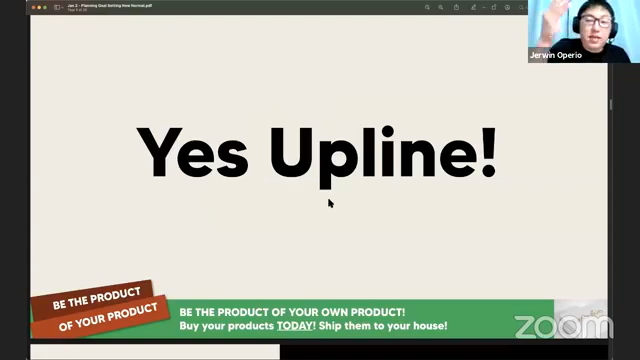 Jan 2 - Planning Goal Setting New Normal.pdf
Jerwin Operio
Yes Upline!
BE THE PRODUCT
OF YOUR PRODUCT
BE THE PRODUCT OF YOUR OWN PRODUCT!
Buy your products TODAY! Ship them to your house!
zoom